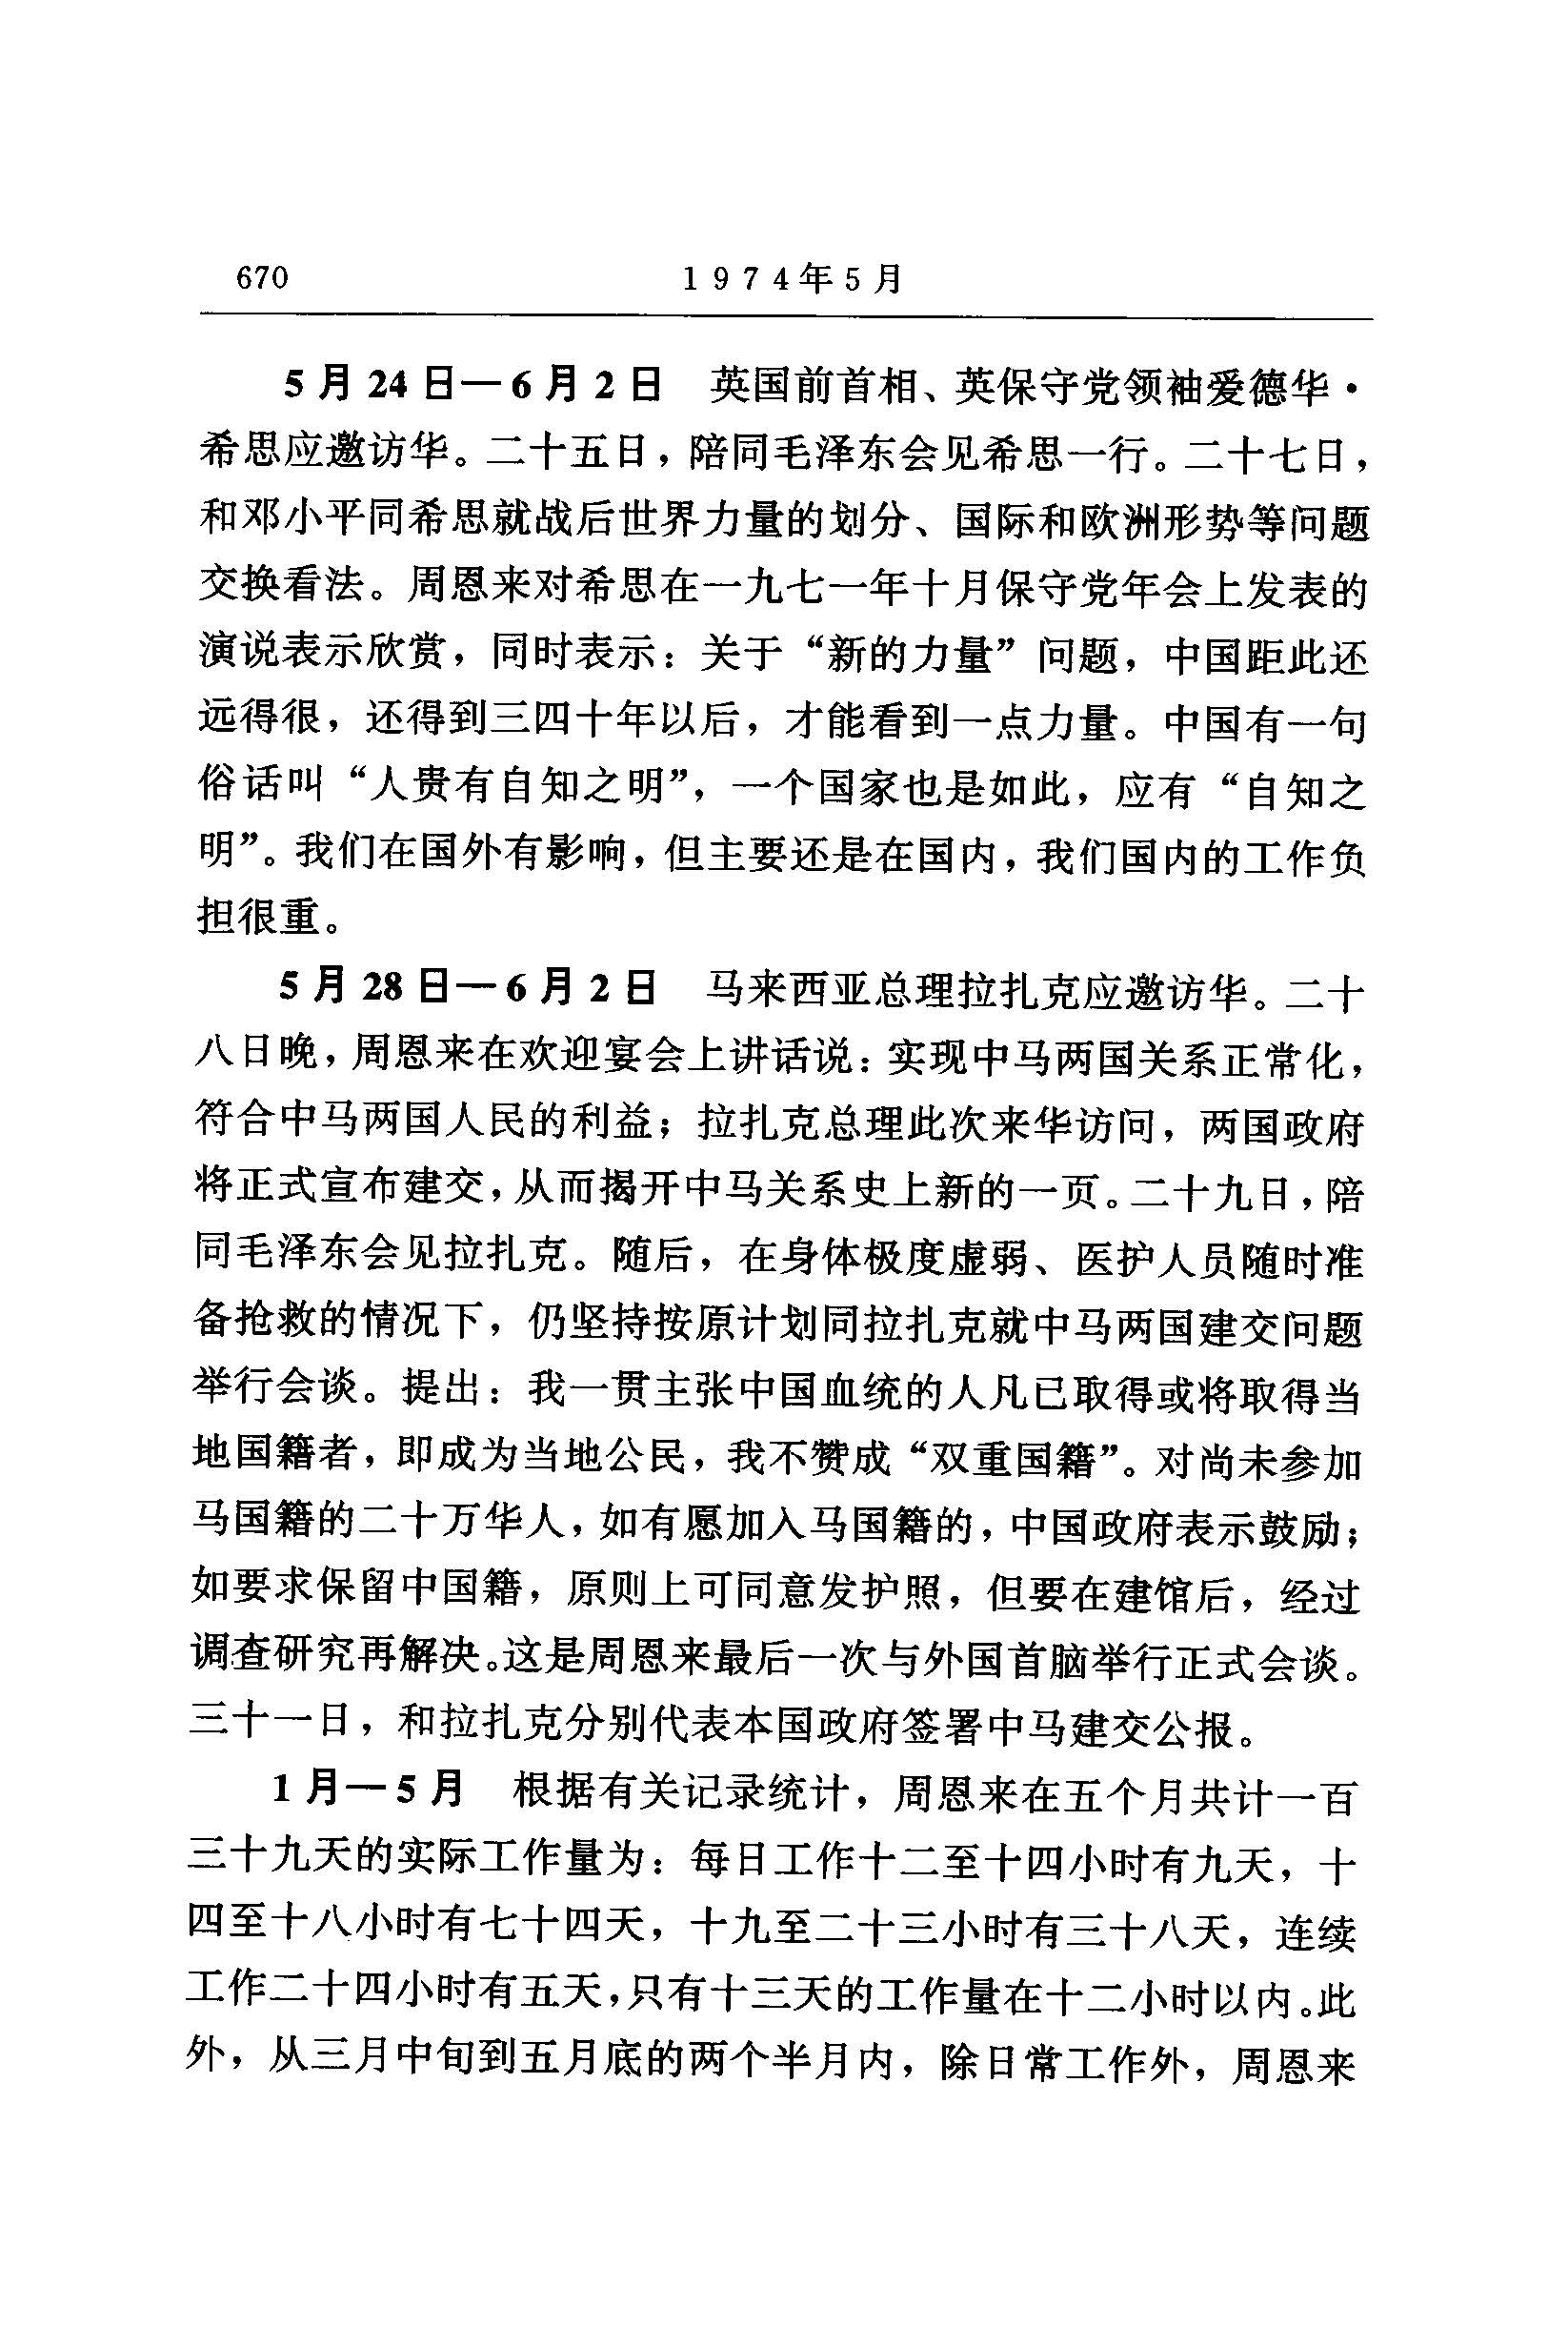 670
1974年5月
5月24日—6月2日 英国前首相、英保守党领袖爱德华·
希思应邀访华。二十五日，陪同毛泽东会见希思一行。二十七日，
和邓小平同希思就战后世界力量的划分、国际和欧洲形势等问题
交换看法。周恩来对希思在一九七一年十月保守党年会上发表的
演说表示欣赏，同时表示：关于“新的力量”问题，中国距此还
远得很，还得到三四十年以后，才能看到一点力量。中国有一句
俗话叫“人贵有自知之明”，一个国家也是如此，应有“自知之
明”。我们在国外有影响，但主要还是在国内，我们国内的工作负
担很重。
5月28日—6月2日 马来西亚总理拉扎克应邀访华。二十
八日晚，周恩来在欢迎宴会上讲话说：实现中马两国关系正常化，
符合中马两国人民的利益；拉扎克总理此次来华访问，两国政府
将正式宣布建交，从而揭开中马关系史上新的一页。二十九日，陪
同毛泽东会见拉扎克。随后，在身体极度虚弱、医护人员随时准
备抢救的情况下，仍坚持按原计划同拉扎克就中马两国建交问题
举行会谈。提出：我一贯主张中国血统的人凡已取得或将取得当
地国籍者，即成为当地公民，我不赞成“双重国籍”。对尚未参加
马国籍的二十万华人，如有愿加入马国籍的，中国政府表示鼓励；
如要求保留中国籍，原则上可同意发护照，但要在建馆后，经过
调查研究再解决。这是周恩来最后一次与外国首脑举行正式会谈。
三十一日，和拉扎克分别代表本国政府签署中马建交公报。
1月—5月 根据有关记录统计，周恩来在五个月共计一百
三十九天的实际工作量为：每日工作十二至十四小时有九天，十
四至十八小时有七十四天，十九至二十三小时有三十八天，连续
工作二十四小时有五天，只有十三天的工作量在十二小时以内。此
外，从三月中旬到五月底的两个半月内，除日常工作外，周恩来